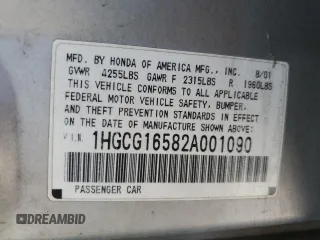 MFD. BY HONDA OF AMERICA MFG., INC. 8/01
GVWR 4255LBS GAWR F 2315LBS R 1960LBS
THIS VEHICLE CONFORMS TO ALL APPLICABLE
FEDERAL MOTOR VEHICLE SAFETY, BUMPER,
AND THEFT PREVENTION STANDARDS IN EFFECT
ON THE DATE OF MANUFACTURE SHOWN ABOVE.
V.I.N. 1HGCG16582A001090
PASSENGER CAR
DREAMBID